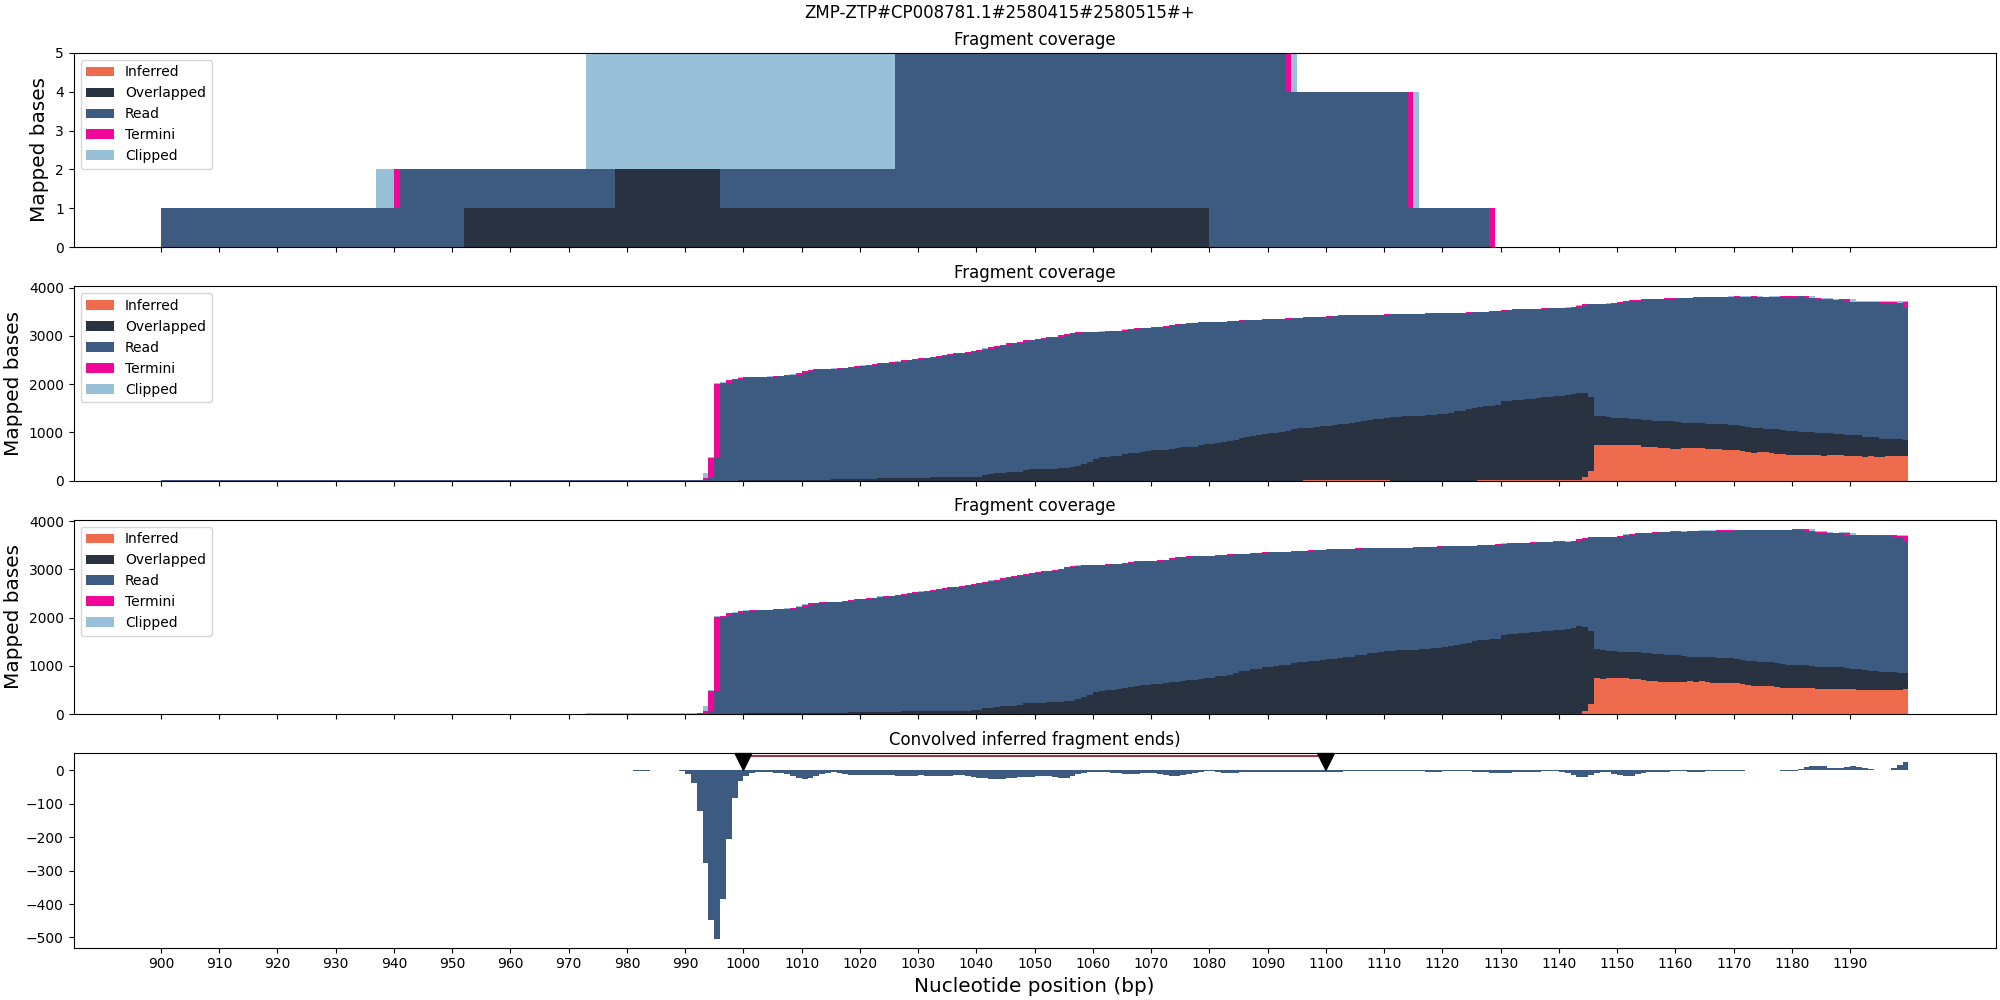 ZMP-ZTP#CP008781.1#2580415#2580515#+
Fragment coverage
Mapped bases
5
4
3
2
1
0
Inferred
Overlapped
Read
Termini
Clipped
Fragment coverage
Mapped bases
4000
3000
2000
1000
0
Inferred
Overlapped
Read
Termini
Clipped
Fragment coverage
Mapped bases
4000
3000
2000
1000
0
Inferred
Overlapped
Read
Termini
Clipped
Convolved inferred fragment ends)
0
−100
−200
−300
−400
−500
900 910 920 930 940 950 960 970 980 990 1000 1010 1020 1030 1040 1050 1060 1070 1080 1090 1100 1110 1120 1130 1140 1150 1160 1170 1180 1190
Nucleotide position (bp)